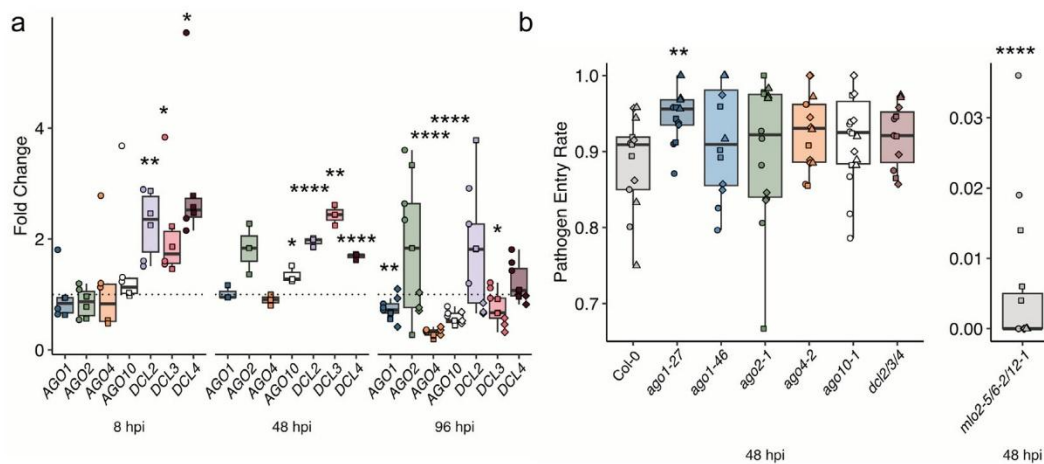 a
Fold Change
4
2
0
*
**
*
*
****
**
****
**
****
****
*
AGO1
AGO2
AGO4
AGO10
DCL2
DCL3
DCL4
AGO1
AGO2
AGO4
AGO10
DCL2
DCL3
DCL4
AGO1
AGO2
AGO4
AGO10
DCL2
DCL3
DCL4
8 hpi
48 hpi
96 hpi
b
Pathogen Entry Rate
1.0
0.9
0.8
0.7
**
Col-0
ago1-27
ago1-46
ago2-1
ago4-2
ago10-1
dcl2/3/4
48 hpi
****
0.03
0.02
0.01
0.00
mlo2-5/6-2/12-1
48 hpi